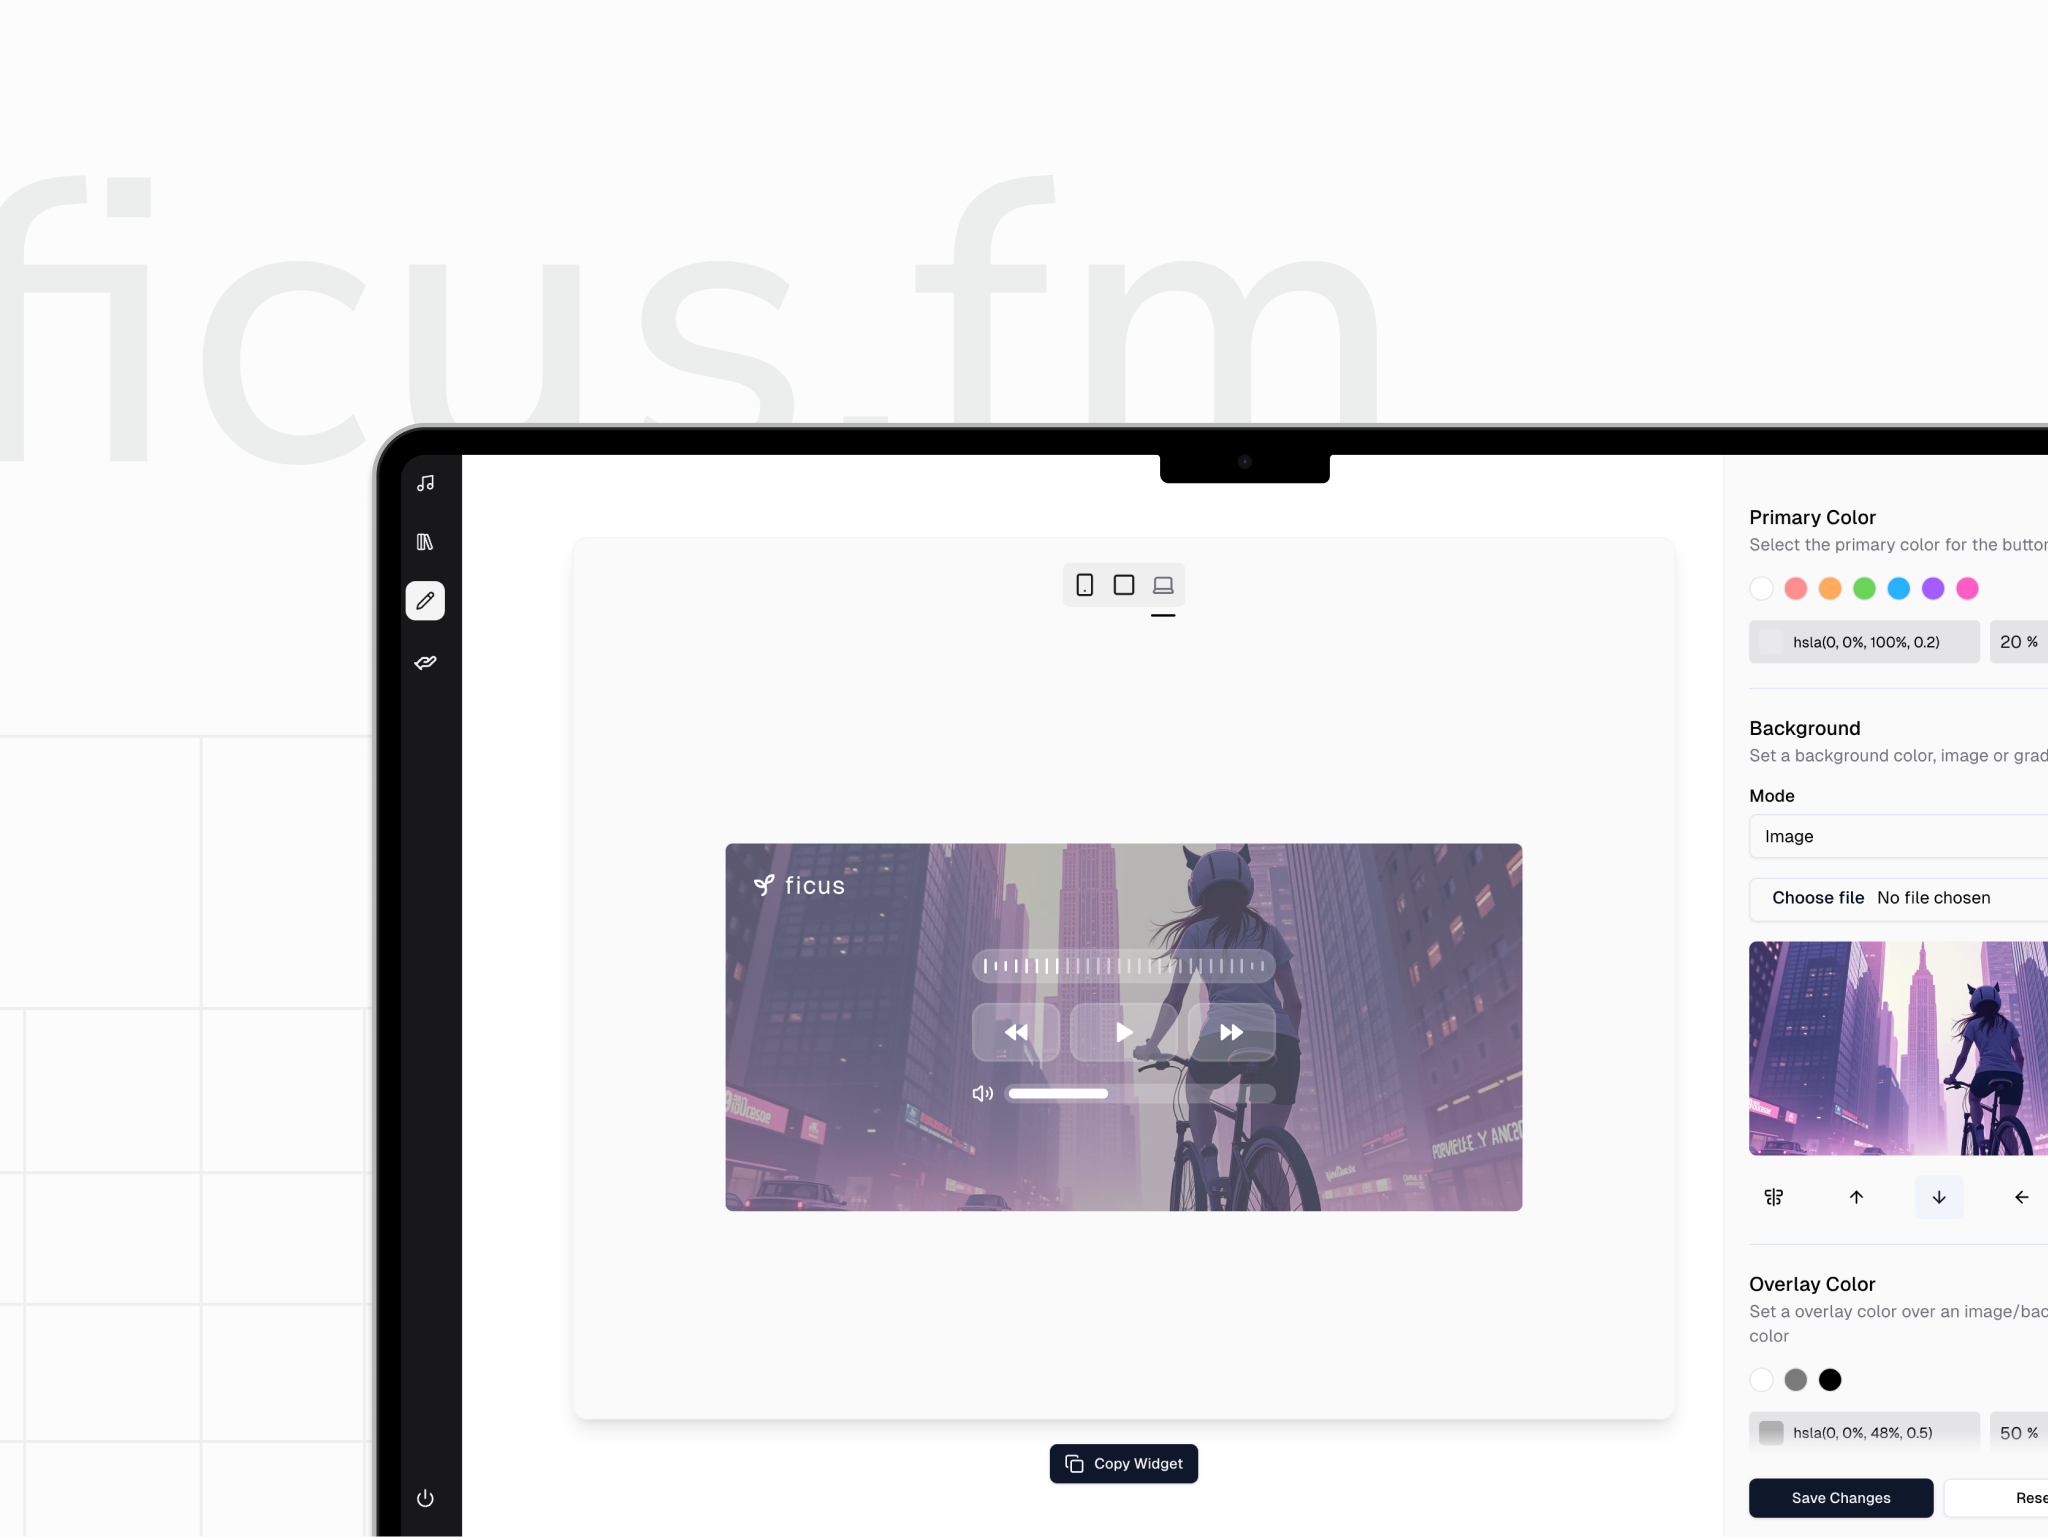 ficus.fm
Primary Color
Select the primary color for the button
hsla(0, 0%, 100%, 0.2)
20 %
Background
Set a background color, image or grad
Mode
Image
Choose file No file chosen
ficus
Overlay Color
Set a overlay color over an image/bac
color
hsla(0, 0%, 48%, 0.5)
50 %
Copy Widget
Save Changes
Rese